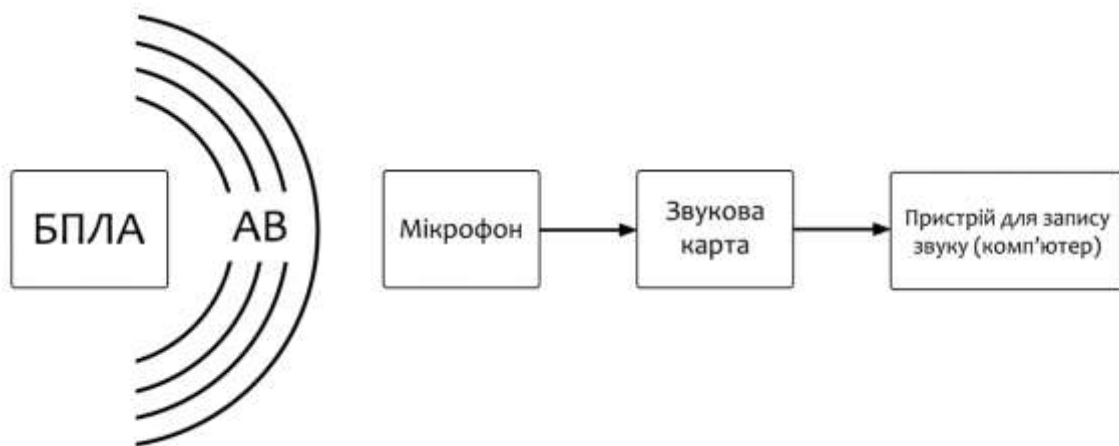 БПЛА
АВ
Мікрофон
Звукова
карта
Пристрій для запису
звуку (комп'ютер)